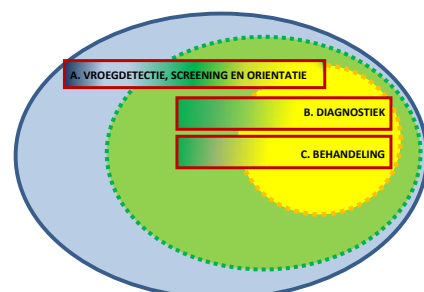 A. VROEGDETECTIE, SCREENING EN ORIENTATIE
B. DIAGNOSTIEK
C. BEHANDELING